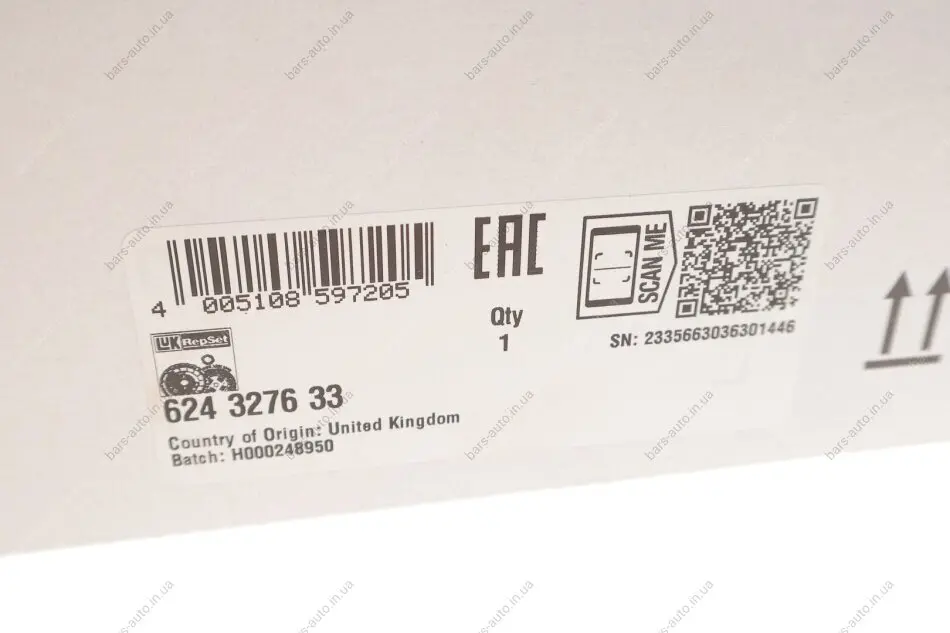 4 005108 597205
EAC
SCAN ME
Qty
1
SN: 2335663036301446
LUK RepSet
624 3276 33
Country of Origin: United Kingdom
Batch: H000248950
bars-auto.in.ua